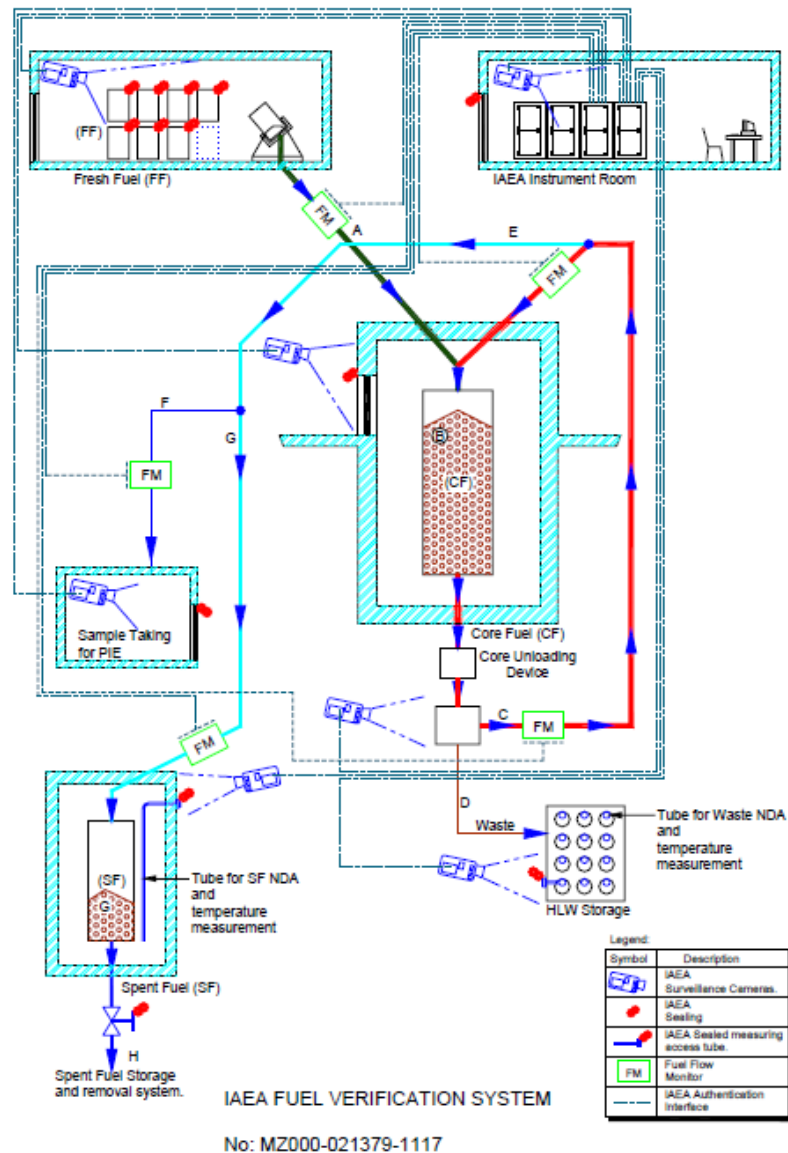 (FF)
Fresh Fuel (FF)
IAEA Instrument Room
FM
A
E
FM
F
G
FM
(B)
(CF)
Sample Taking
for PIE
Core Fuel (CF)
Core Unloading
Device
C
FM
FM
D
Waste
Tube for Waste NDA
and
temperature
measurement
HLW Storage
(SF)
G
Tube for SF NDA
and
temperature
measurement
Spent Fuel (SF)
H
Spent Fuel Storage
and removal system.
Legend:
Symbol Description
IAEA
Surveillance Cameras.
IAEA
Sealing
IAEA Sealed measuring
access tube.
FM Fuel Flow
Monitor
IAEA Authentication
Interface
IAEA FUEL VERIFICATION SYSTEM
No: MZ000-021379-1117